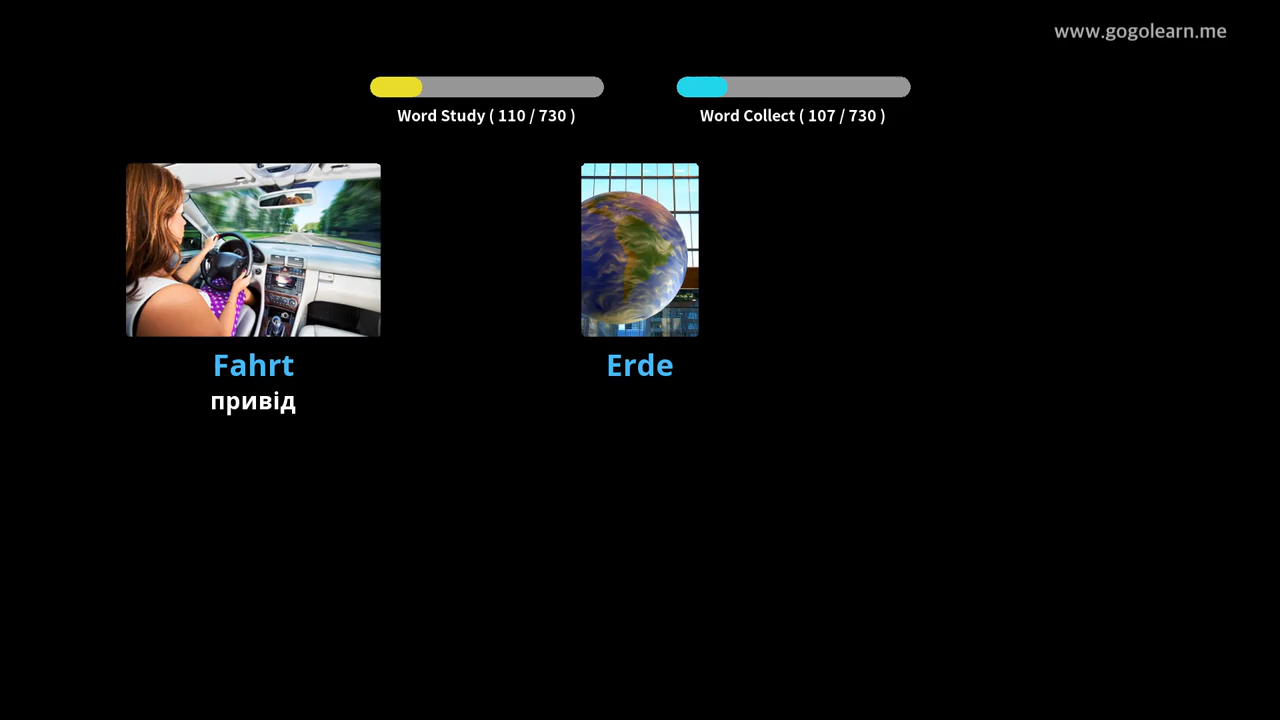 www.gogolearn.me
Word Study ( 110 / 730 )
Word Collect ( 107 / 730 )
Fahrt
привід
Erde